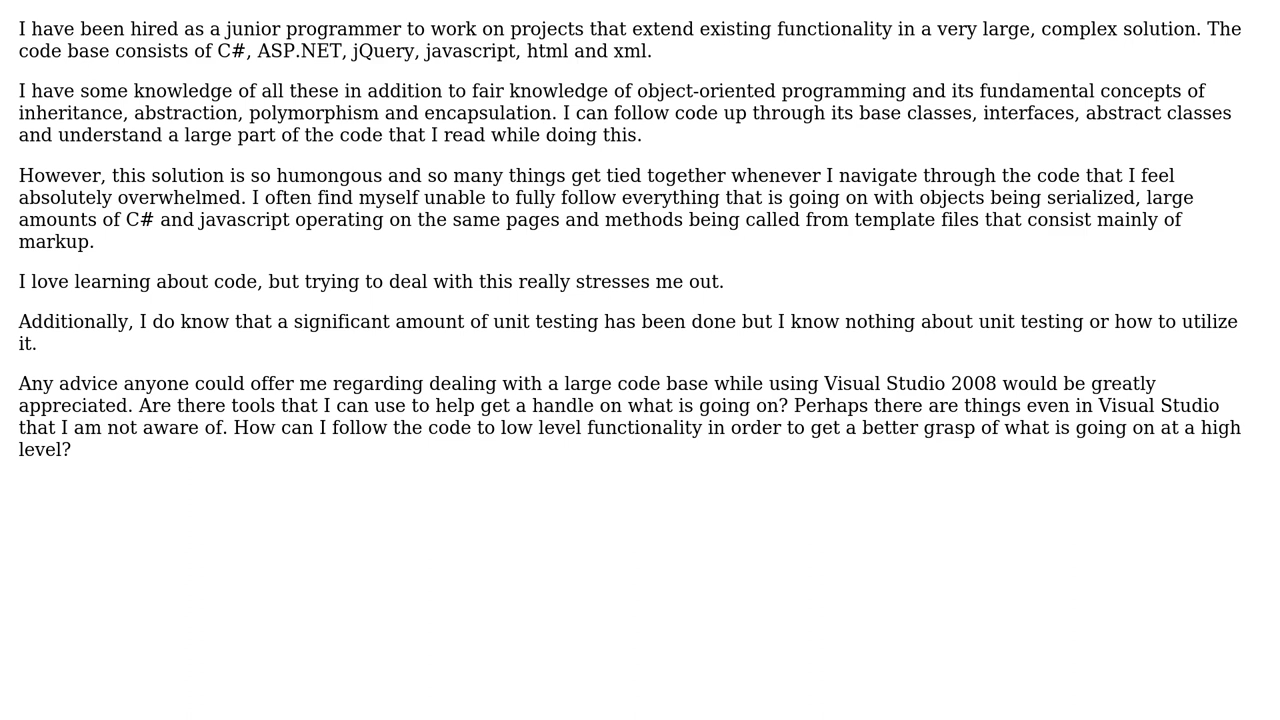 I have been hired as a junior programmer to work on projects that extend existing functionality in a very large, complex solution. The
code base consists of C#, ASP.NET, jQuery, javascript, html and xml.
I have some knowledge of all these in addition to fair knowledge of object-oriented programming and its fundamental concepts of
inheritance, abstraction, polymorphism and encapsulation. I can follow code up through its base classes, interfaces, abstract classes
and understand a large part of the code that I read while doing this.
However, this solution is so humongous and so many things get tied together whenever I navigate through the code that I feel
absolutely overwhelmed. I often find myself unable to fully follow everything that is going on with objects being serialized, large
amounts of C# and javascript operating on the same pages and methods being called from template files that consist mainly of
markup.
I love learning about code, but trying to deal with this really stresses me out.
Additionally, I do know that a significant amount of unit testing has been done but I know nothing about unit testing or how to utilize
it.
Any advice anyone could offer me regarding dealing with a large code base while using Visual Studio 2008 would be greatly
appreciated. Are there tools that I can use to help get a handle on what is going on? Perhaps there are things even in Visual Studio
that I am not aware of. How can I follow the code to low level functionality in order to get a better grasp of what is going on at a high
level?